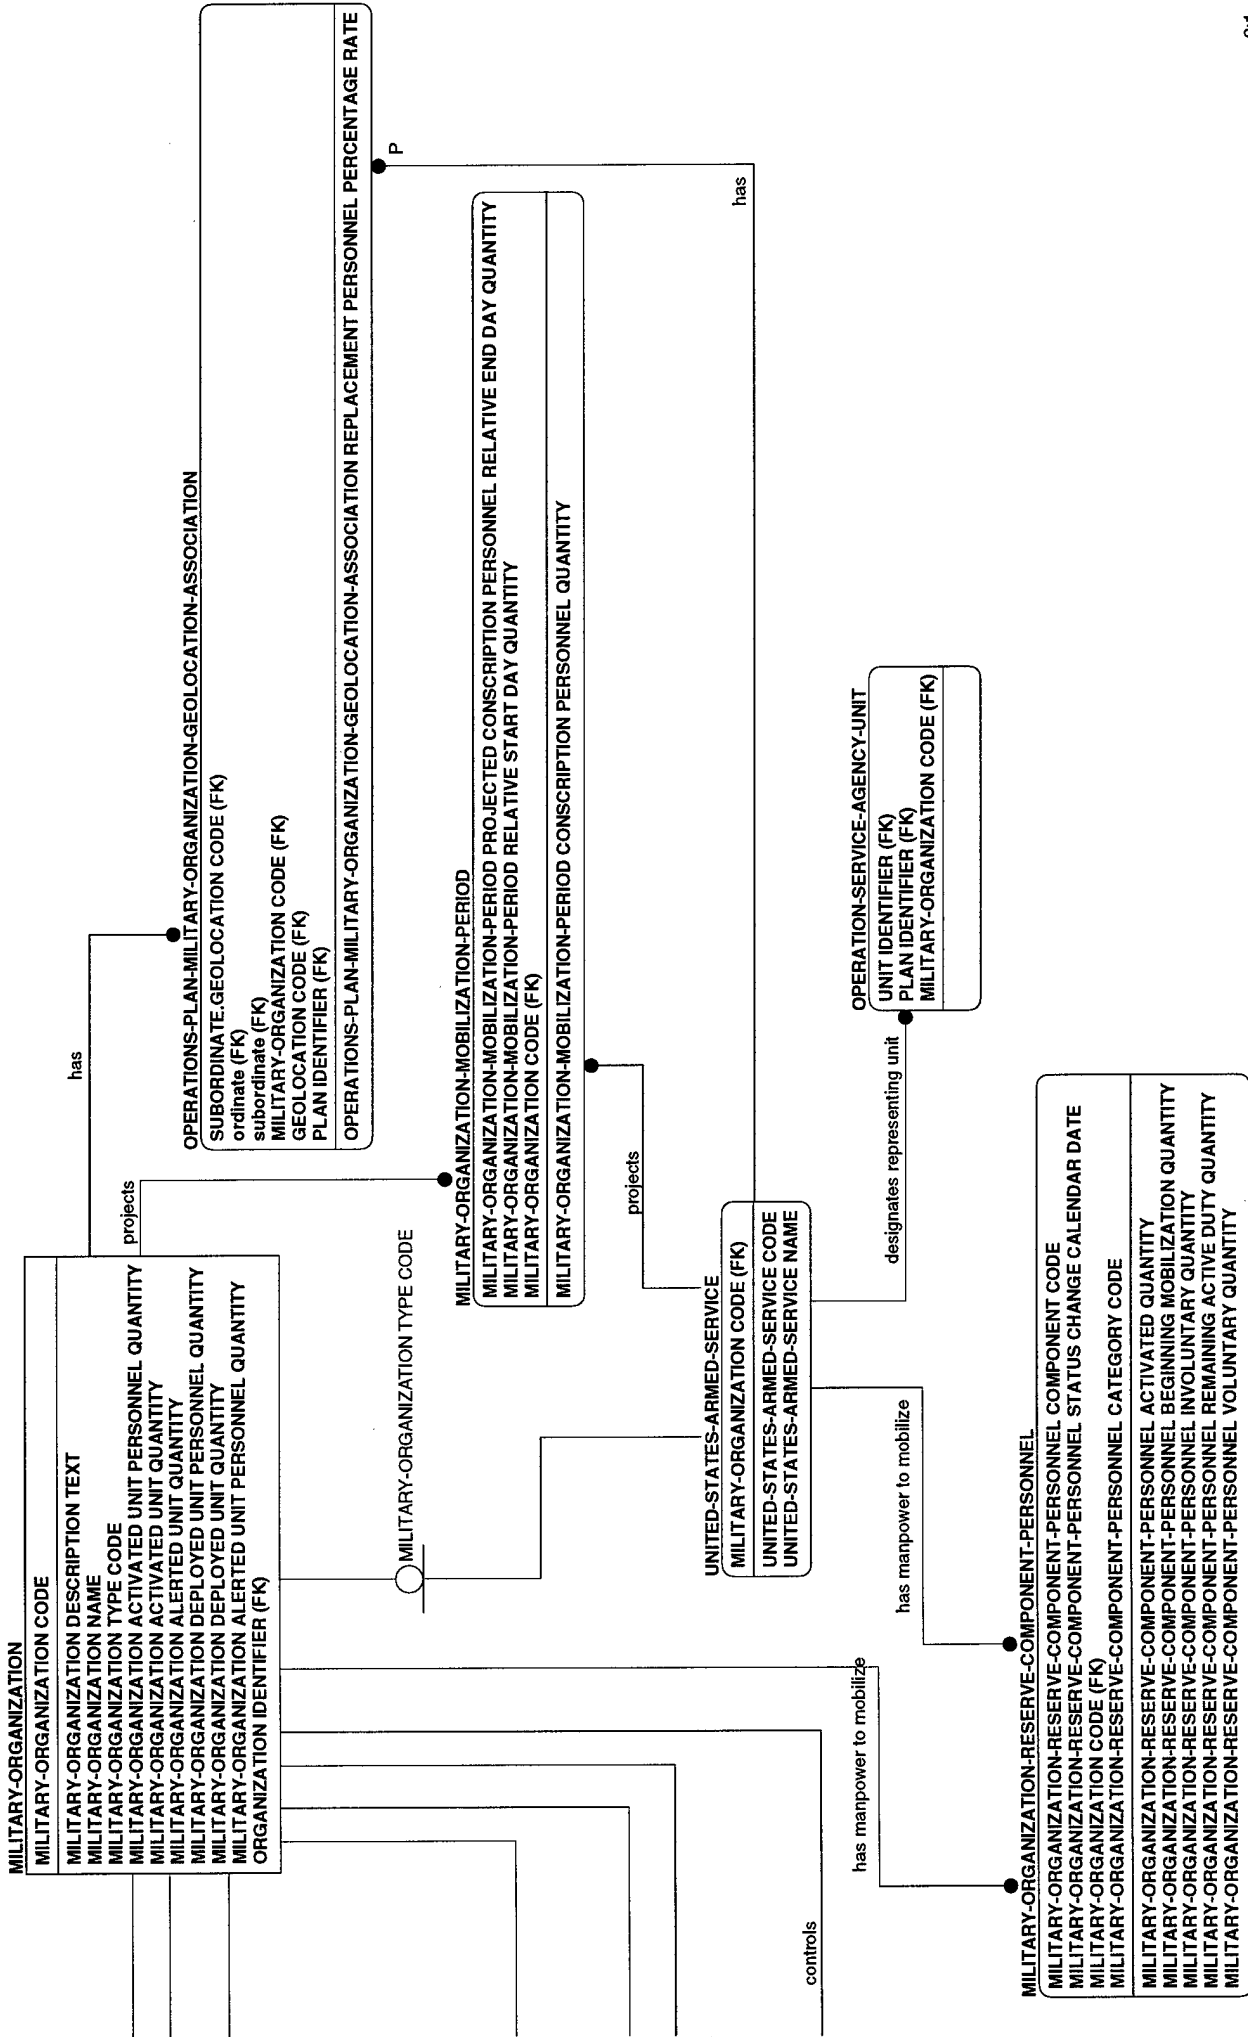 MILITARY-ORGANIZATION
MILITARY-ORGANIZATION CODE
MILITARY-ORGANIZATION DESCRIPTION TEXT
MILITARY-ORGANIZATION NAME
MILITARY-ORGANIZATION TYPE CODE
MILITARY-ORGANIZATION ACTIVATED UNIT PERSONNEL QUANTITY
MILITARY-ORGANIZATION ACTIVATED UNIT QUANTITY
MILITARY-ORGANIZATION ALERTED UNIT QUANTITY
MILITARY-ORGANIZATION DEPLOYED UNIT PERSONNEL QUANTITY
MILITARY-ORGANIZATION DEPLOYED UNIT QUANTITY
MILITARY-ORGANIZATION ALERTED UNIT PERSONNEL QUANTITY
ORGANIZATION IDENTIFIER (FK)
has
projects
OPERATIONS-PLAN-MILITARY-ORGANIZATION-GEOLOCATION-ASSOCIATION
SUBORDINATE.GEOLOCATION CODE (FK)
ordinate (FK)
subordinate (FK)
MILITARY-ORGANIZATION CODE (FK)
GEOLOCATION CODE (FK)
PLAN IDENTIFIER (FK)
OPERATIONS-PLAN-MILITARY-ORGANIZATION-GEOLOCATION-ASSOCIATION REPLACEMENT PERSONNEL PERCENTAGE RATE
P
MILITARY-ORGANIZATION TYPE CODE
MILITARY-ORGANIZATION-MOBILIZATION-PERIOD
MILITARY-ORGANIZATION-MOBILIZATION-PERIOD PROJECTED CONSCRIPTION PERSONNEL RELATIVE END DAY QUANTITY
MILITARY-ORGANIZATION-MOBILIZATION-PERIOD RELATIVE START DAY QUANTITY
MILITARY-ORGANIZATION CODE (FK)
MILITARY-ORGANIZATION-MOBILIZATION-PERIOD CONSCRIPTION PERSONNEL QUANTITY
projects
has
UNITED-STATES-ARMED-SERVICE
MILITARY-ORGANIZATION CODE (FK)
UNITED-STATES-ARMED-SERVICE CODE
UNITED-STATES-ARMED-SERVICE NAME
controls
has manpower to mobilize
has manpower to mobilize
designates representing unit
OPERATION-SERVICE-AGENCY-UNIT
UNIT IDENTIFIER (FK)
PLAN IDENTIFIER (FK)
MILITARY-ORGANIZATION CODE (FK)
MILITARY-ORGANIZATION-RESERVE-COMPONENT-PERSONNEL
MILITARY-ORGANIZATION-RESERVE-COMPONENT-PERSONNEL COMPONENT CODE
MILITARY-ORGANIZATION-RESERVE-COMPONENT-PERSONNEL STATUS CHANGE CALENDAR DATE
MILITARY-ORGANIZATION CODE (FK)
MILITARY-ORGANIZATION-RESERVE-COMPONENT-PERSONNEL CATEGORY CODE
MILITARY-ORGANIZATION-RESERVE-COMPONENT-PERSONNEL ACTIVATED QUANTITY
MILITARY-ORGANIZATION-RESERVE-COMPONENT-PERSONNEL BEGINNING MOBILIZATION QUANTITY
MILITARY-ORGANIZATION-RESERVE-COMPONENT-PERSONNEL INVOLUNTARY QUANTITY
MILITARY-ORGANIZATION-RESERVE-COMPONENT-PERSONNEL REMAINING ACTIVE DUTY QUANTITY
MILITARY-ORGANIZATION-RESERVE-COMPONENT-PERSONNEL VOLUNTARY QUANTITY